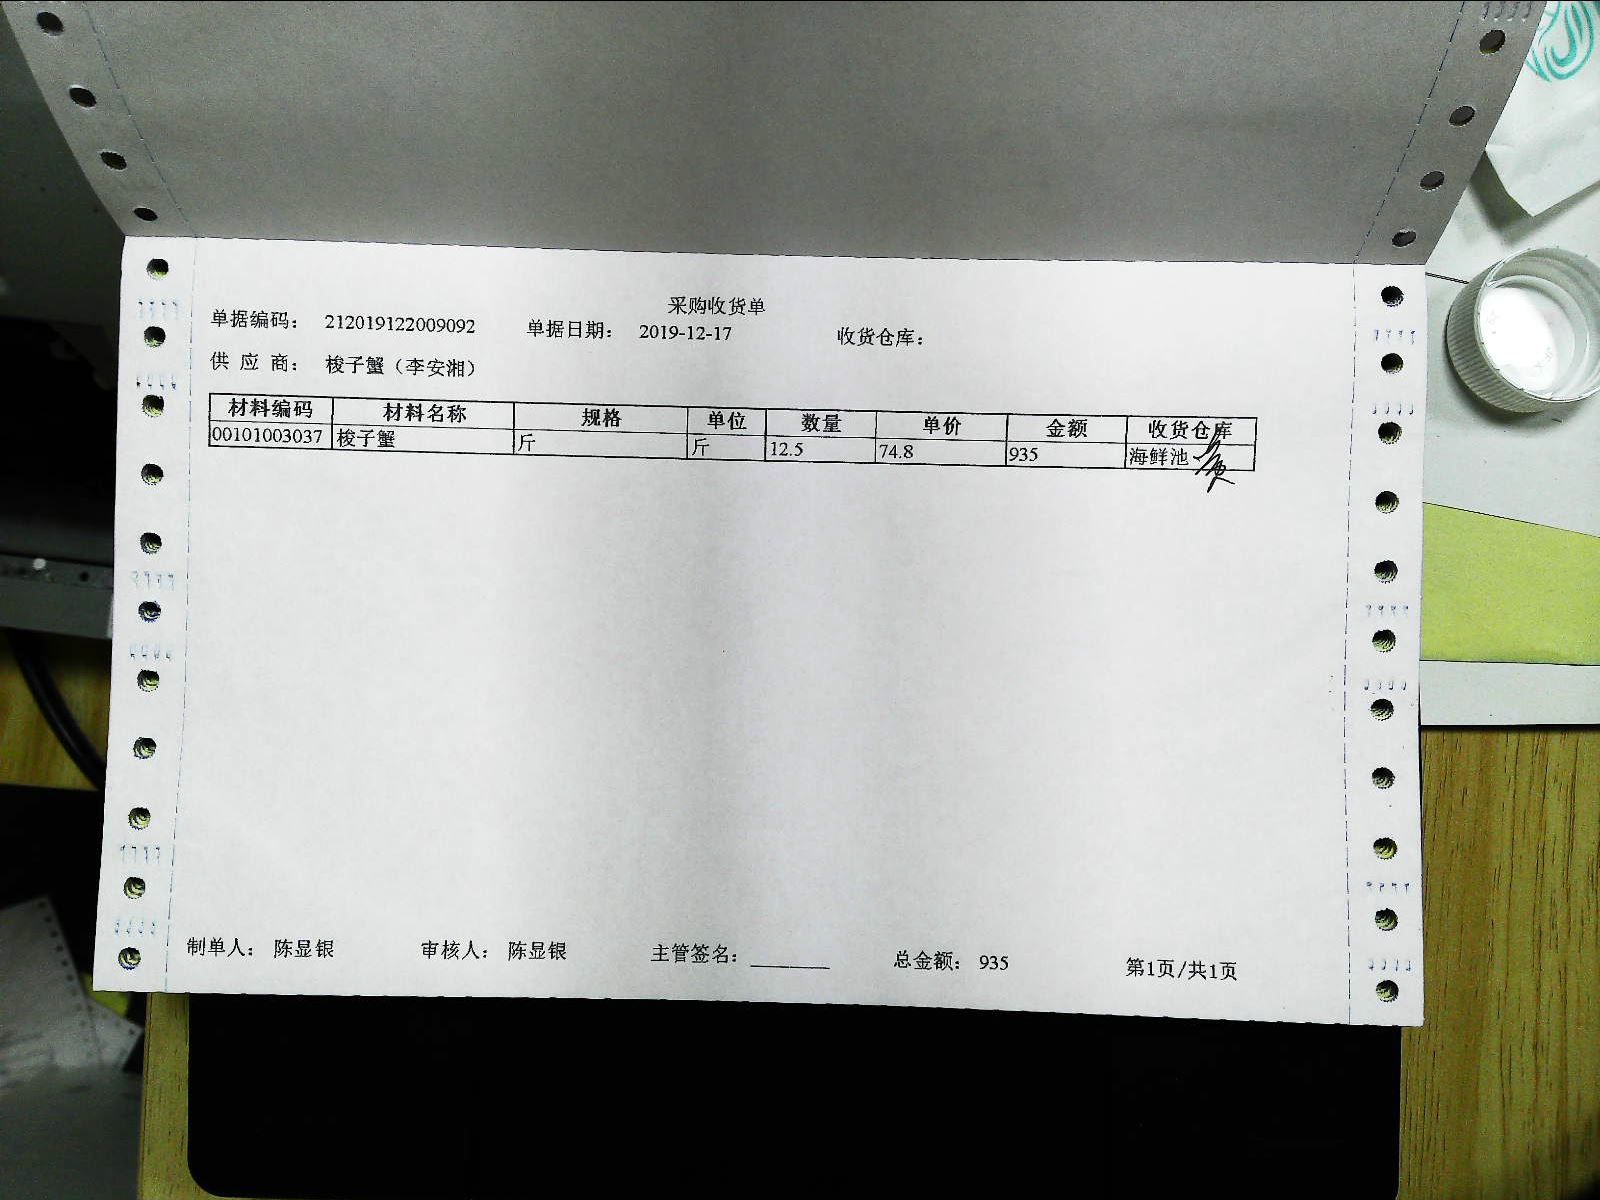 采购收货单
单据编码： 212019122009092 单据日期： 2019-12-17 收货仓库：
供 应 商： 梭子蟹（李安湘）
材料编码 材料名称 规格 单位 数量 单价 金额 收货仓库
00101003037 梭子蟹 斤 斤 12.5 74.8 935 海鲜池
制单人： 陈显银 审核人： 陈显银 主管签名： 总金额： 935 第1页/共1页